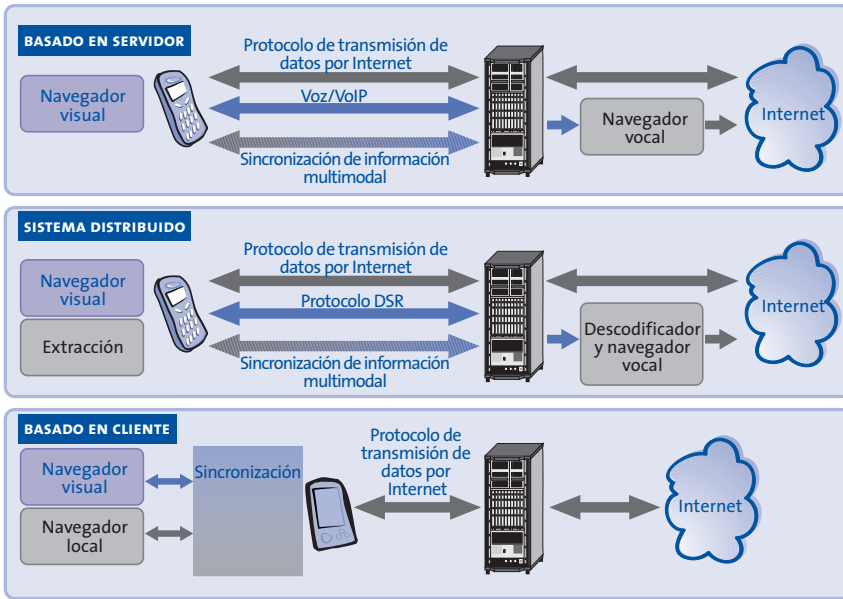 BASADO EN SERVIDOR
Navegador
visual
Protocolo de transmisión de
datos por Internet
Voz/VoIP
Sincronización de información
multimodal
Navegador
vocal
Internet
SISTEMA DISTRIBUIDO
Navegador
visual
Extracción
Protocolo de transmisión de
datos por Internet
Protocolo DSR
Sincronización de información
multimodal
Descodificador
y navegador
vocal
Internet
BASADO EN CLIENTE
Navegador
visual
Navegador
local
Sincronización
Protocolo de
transmisión de
datos por
Internet
Internet